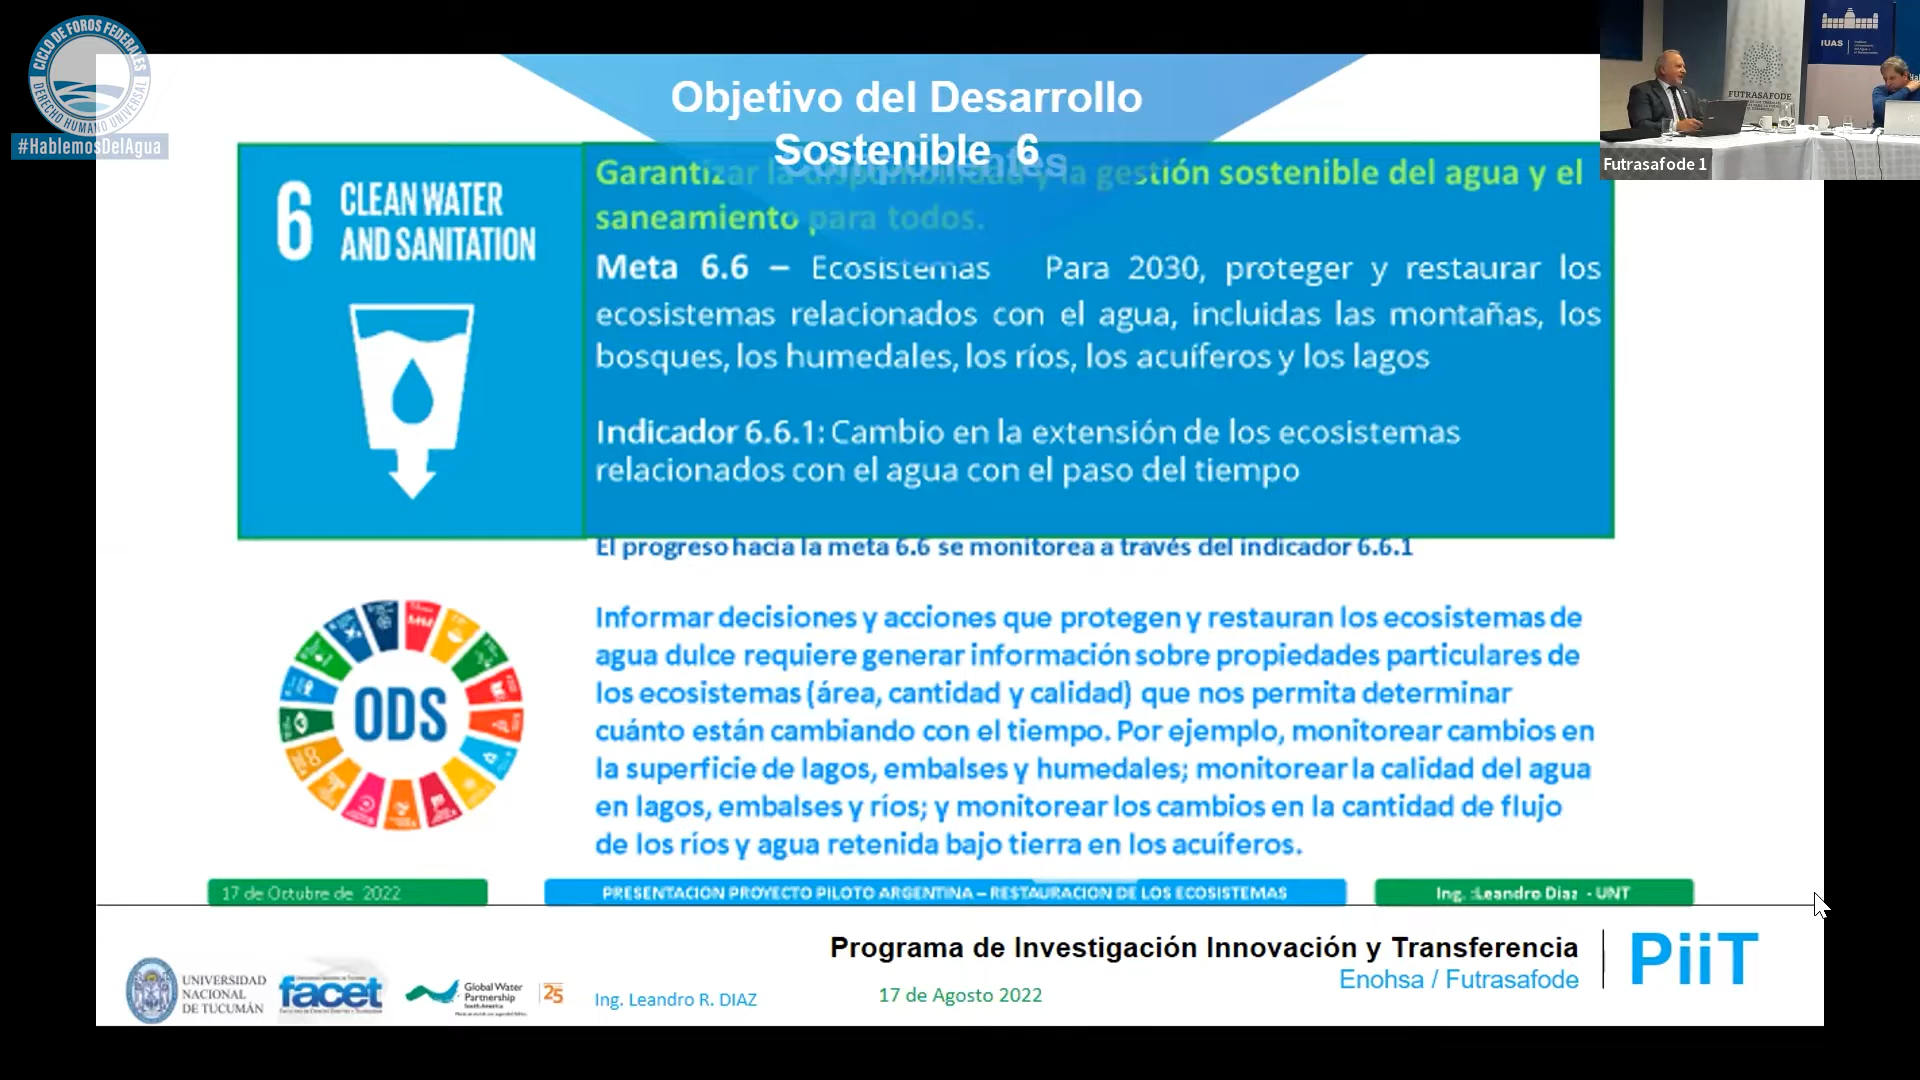 CICLO DE FOROS FEDERALES
DERECHO HUMANO UNIVERSAL
#HablemosDelAgua
Objetivo del Desarrollo
Sostenible 6
6 CLEAN WATER
AND SANITATION
Garantizar la disponibilidad y la gestión sostenible del agua y el
saneamiento para todos.
Meta 6.6 – Ecosistemas Para 2030, proteger y restaurar los
ecosistemas relacionados con el agua, incluidas las montañas, los
bosques, los humedales, los ríos, los acuíferos y los lagos
Indicador 6.6.1: Cambio en la extensión de los ecosistemas
relacionados con el agua con el paso del tiempo
El progreso hacia la meta 6.6 se monitorea a través del indicador 6.6.1
ODS
Informar decisiones y acciones que protegen y restauran los ecosistemas de
agua dulce requiere generar información sobre propiedades particulares de
los ecosistemas (área, cantidad y calidad) que nos permita determinar
cuánto están cambiando con el tiempo. Por ejemplo, monitorear cambios en
la superficie de lagos, embalses y humedales; monitorear la calidad del agua
en lagos, embalses y ríos; y monitorear los cambios en la cantidad de flujo
de los ríos y agua retenida bajo tierra en los acuíferos.
17 de Octubre de 2022
PRESENTACION PROYECTO PILOTO ARGENTINA – RESTAURACION DE LOS ECOSISTEMAS
Ing. :Leandro Diaz - UNT
Programa de Investigación Innovación y Transferencia
Enohsa / Futrasafode
PiiT
UNIVERSIDAD
NACIONAL
DE TUCUMÁN
facet
Global Water
Partnership
South America
25
Ing. Leandro R. DIAZ
17 de Agosto 2022
FUTRASAFODE
IUAS
Futrasafode 1